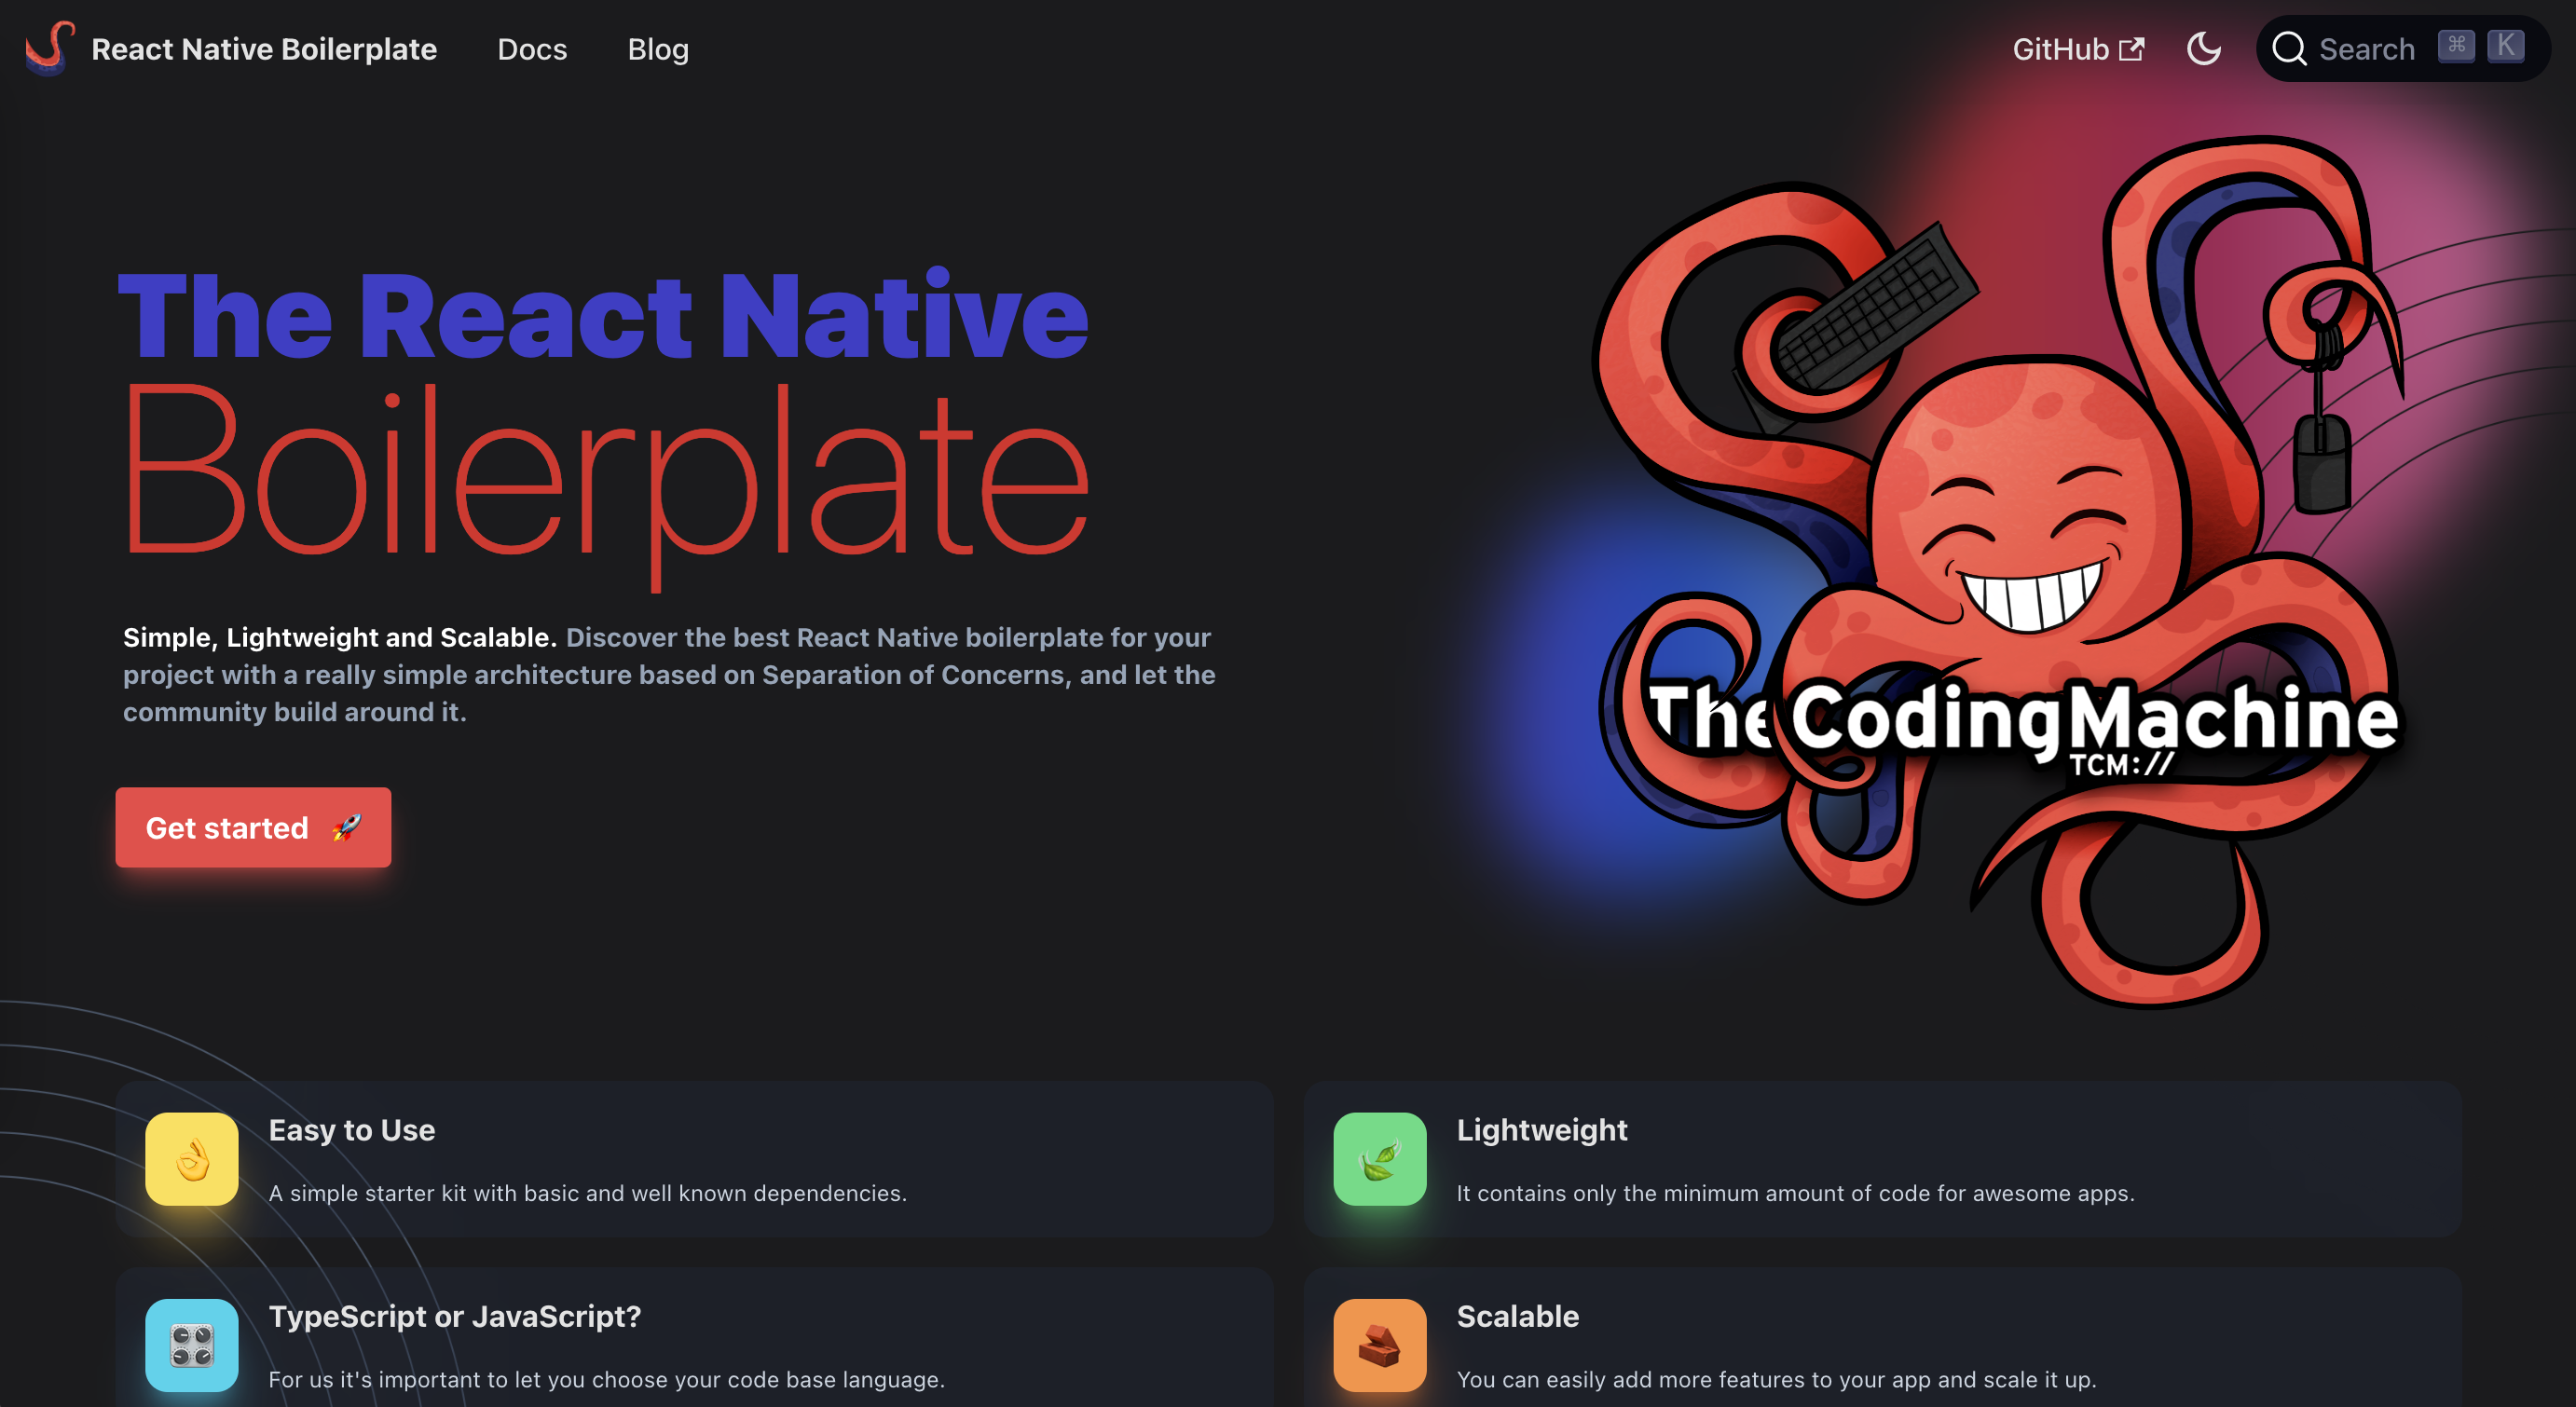 React Native Boilerplate
Docs
Blog
GitHub
Search
⌘ K
The React Native
Boilerplate
Simple, Lightweight and Scalable. Discover the best React Native boilerplate for your
project with a really simple architecture based on Separation of Concerns, and let the
community build around it.
Get started 🚀
The CodingMachine
TCM://
Easy to Use
A simple starter kit with basic and well known dependencies.
Lightweight
It contains only the minimum amount of code for awesome apps.
TypeScript or JavaScript?
For us it's important to let you choose your code base language.
Scalable
You can easily add more features to your app and scale it up.